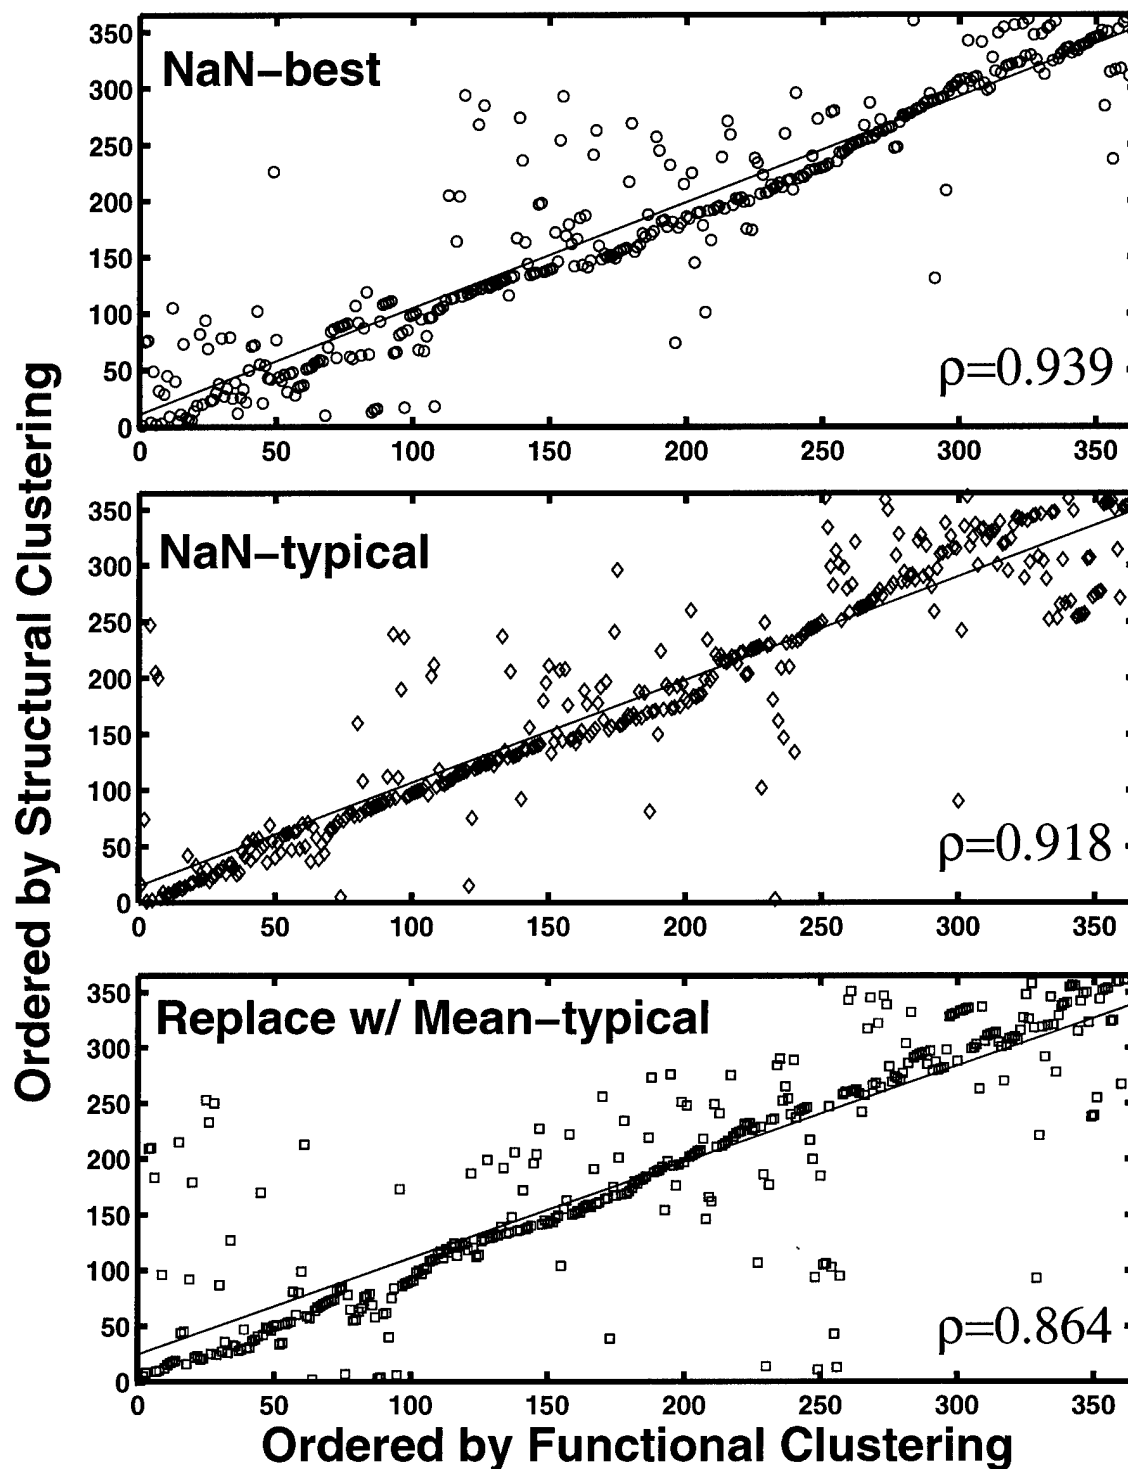 Ordered by Structural Clustering
350
300
250
200
150
100
50
0
NaN-best
ρ=0.939
0 50 100 150 200 250 300 350
350
300
250
200
150
100
50
0
NaN-typical
ρ=0.918
0 50 100 150 200 250 300 350
350
300
250
200
150
100
50
0
Replace w/ Mean-typical
ρ=0.864
0 50 100 150 200 250 300 350
Ordered by Functional Clustering